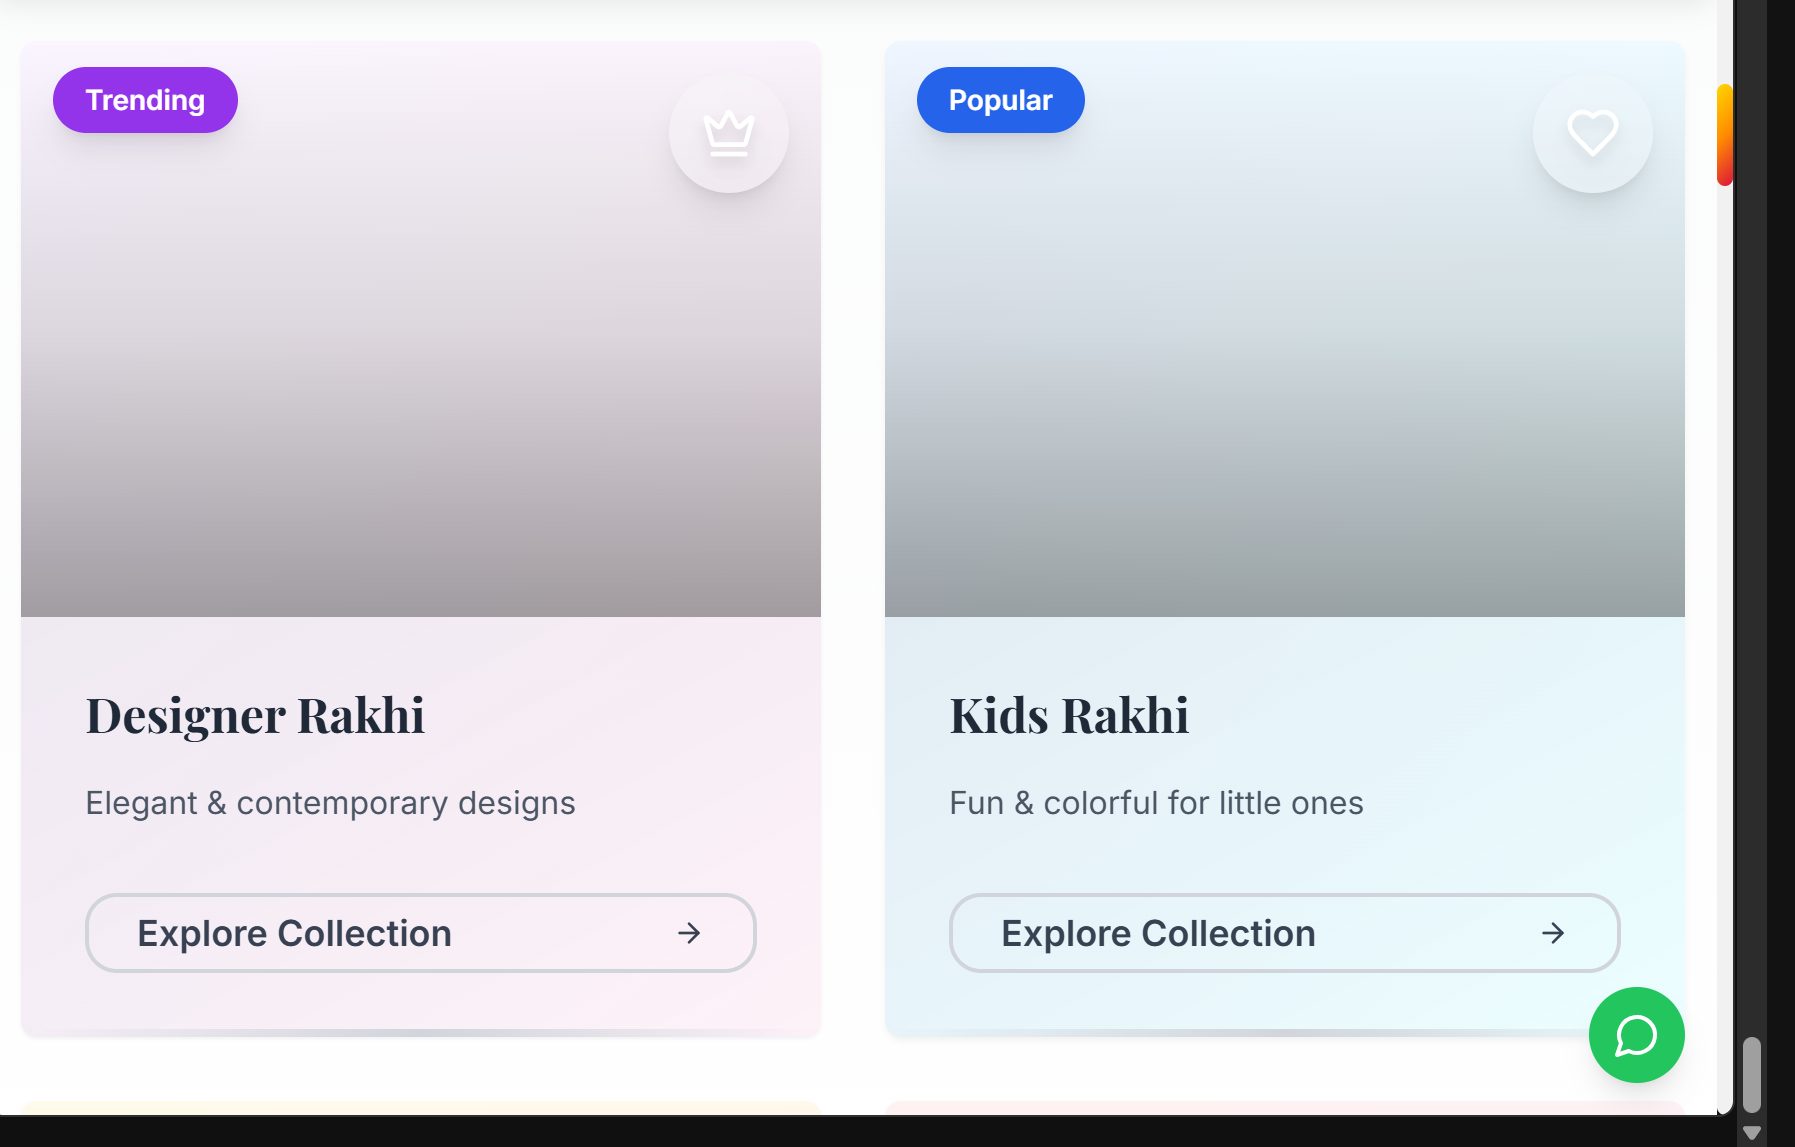 Trending
Popular
Designer Rakhi
Elegant & contemporary designs
Explore Collection
Kids Rakhi
Fun & colorful for little ones
Explore Collection